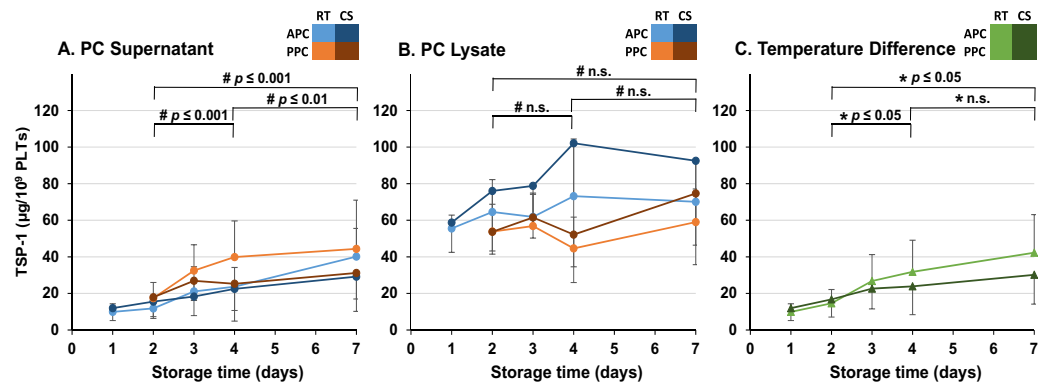 RT CS
APC
PPC
A. PC Supernatant
# p ≤ 0.001
# p ≤ 0.01
# p ≤ 0.001
TSP-1 (µg/10⁹ PLTs)
120
100
80
60
40
20
0
0 1 2 3 4 5 6 7
Storage time (days)
RT CS
APC
PPC
B. PC Lysate
# n.s.
# n.s.
# n.s.
120
100
80
60
40
20
0
0 1 2 3 4 5 6 7
Storage time (days)
RT CS
APC
PPC
C. Temperature Difference
* p ≤ 0.05
* n.s.
* p ≤ 0.05
120
100
80
60
40
20
0
0 1 2 3 4 5 6 7
Storage time (days)